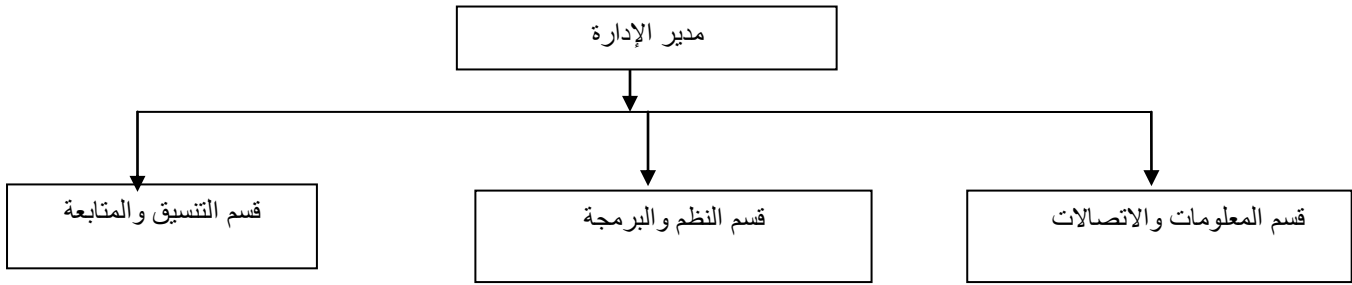 مدير الإدارة
قسم المعلومات والاتصالات
قسم النظم والبرمجة
قسم التنسيق والمتابعة